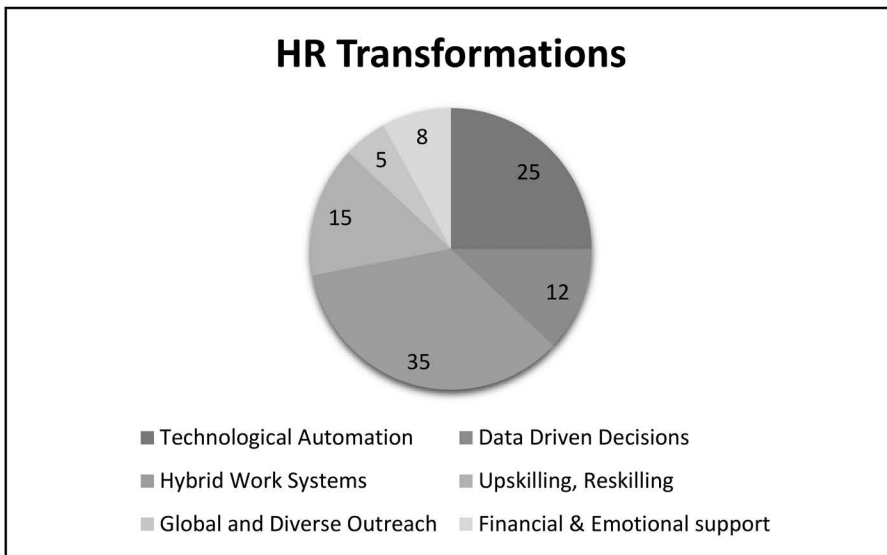 HR Transformations
8
25
5
15
12
35
Technological Automation
Data Driven Decisions
Hybrid Work Systems
Upskilling, Reskilling
Global and Diverse Outreach
Financial & Emotional support